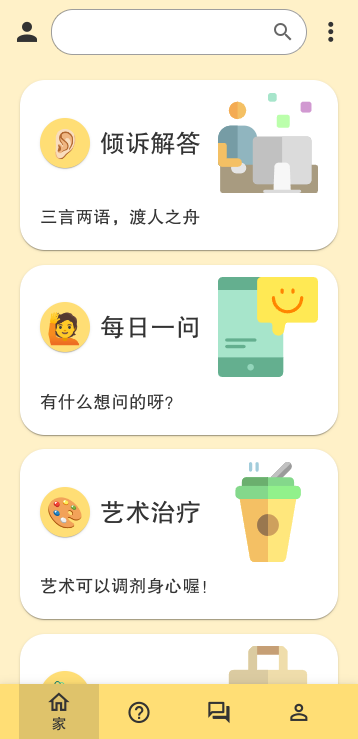 倾诉解答
三言两语，渡人之舟
每日一问
有什么想问的呀？
艺术治疗
艺术可以调剂身心喔！
家